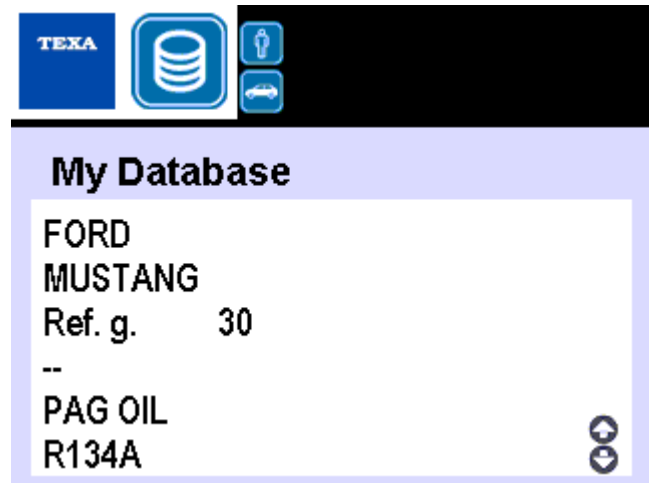 TEXA
My Database
FORD
MUSTANG
Ref. g. 30
--
PAG OIL
R134A